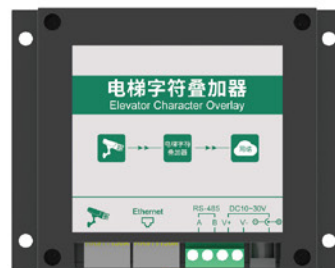 电梯字符叠加器
Elevator Character Overlay
电梯字符
叠加器
网络
Ethernet
RS-485 DC10~30V
A B V+ V-